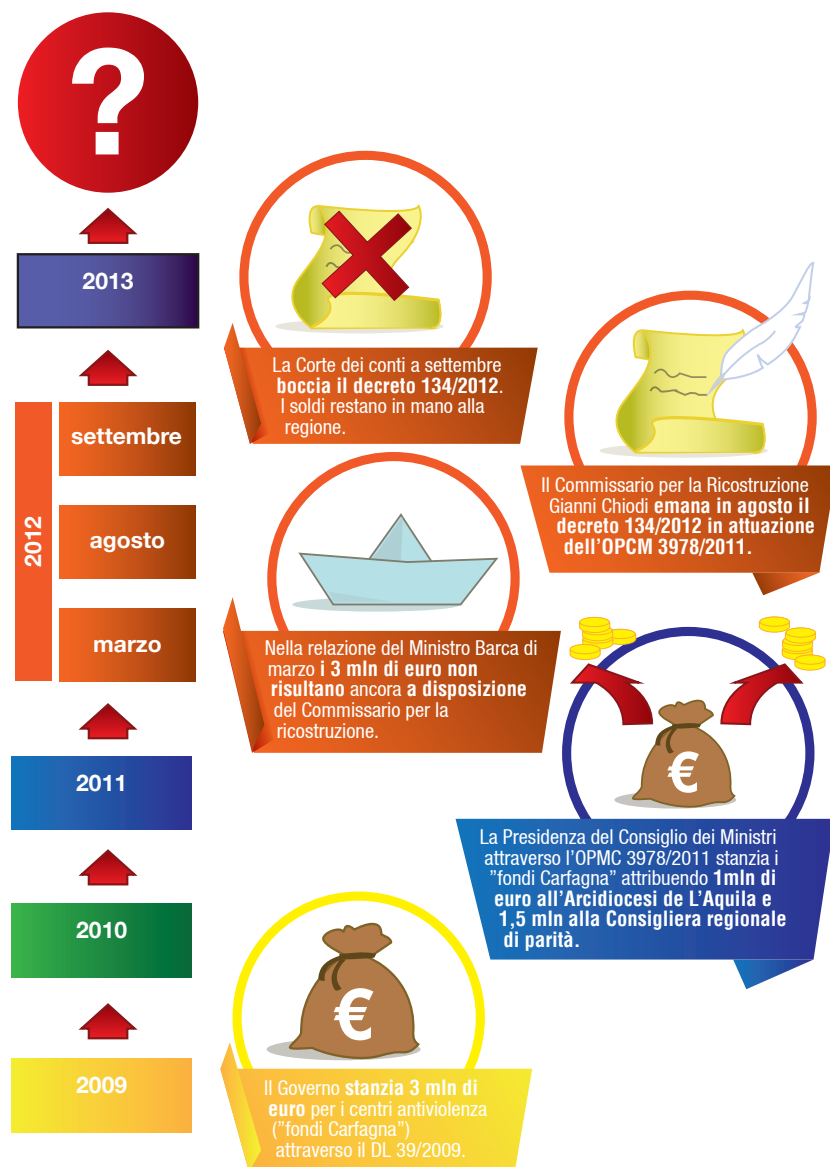 ?
2013
La Corte dei conti a settembre
boccia il decreto 134/2012.
I soldi restano in mano alla
regione.
2012
settembre
agosto
marzo
Il Commissario per la Ricostruzione
Gianni Chiodi emana in agosto il
decreto 134/2012 in attuazione
dell'OPCM 3978/2011.
Nella relazione del Ministro Barca di
marzo i 3 mln di euro non
risultano ancora a disposizione
del Commissario per la
ricostruzione.
2011
€
La Presidenza del Consiglio dei Ministri
attraverso l'OPMC 3978/2011 stanzia i
"fondi Carfagna" attribuendo 1mln di
euro all'Arcidiocesi de L'Aquila e
1,5 mln alla Consigliera regionale
di parità.
2010
€
2009
Il Governo stanzia 3 mln di
euro per i centri antiviolenza
("fondi Carfagna")
attraverso il DL 39/2009.